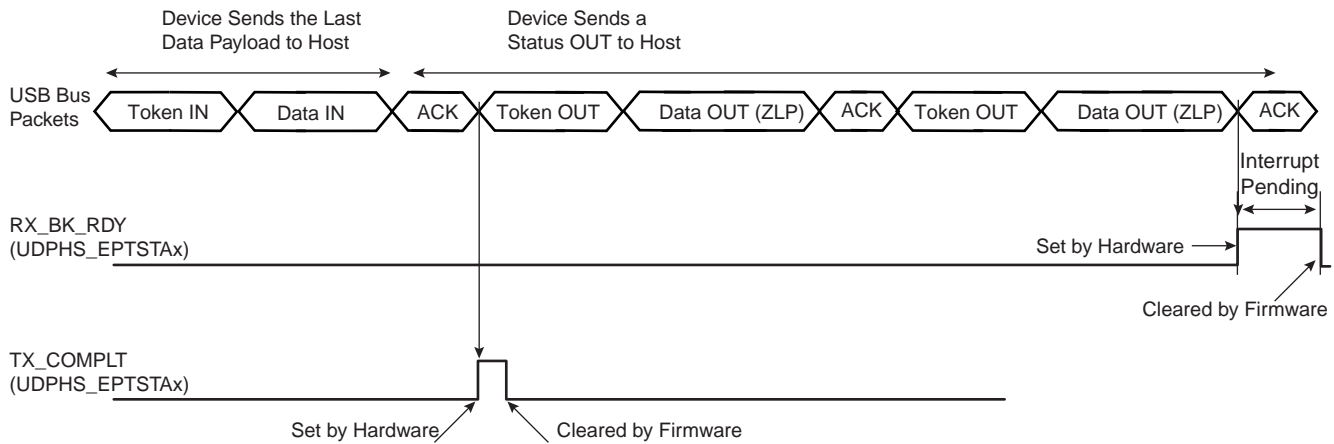 Device Sends the Last
Data Payload to Host
Device Sends a
Status OUT to Host
USB Bus
Packets
Token IN
Data IN
ACK
Token OUT
Data OUT (ZLP)
ACK
Token OUT
Data OUT (ZLP)
ACK
Interrupt
Pending
RX_BK_RDY
(UDPHS_EPTSTAx)
Set by Hardware
Cleared by Firmware
TX_COMPLT
(UDPHS_EPTSTAx)
Set by Hardware
Cleared by Firmware